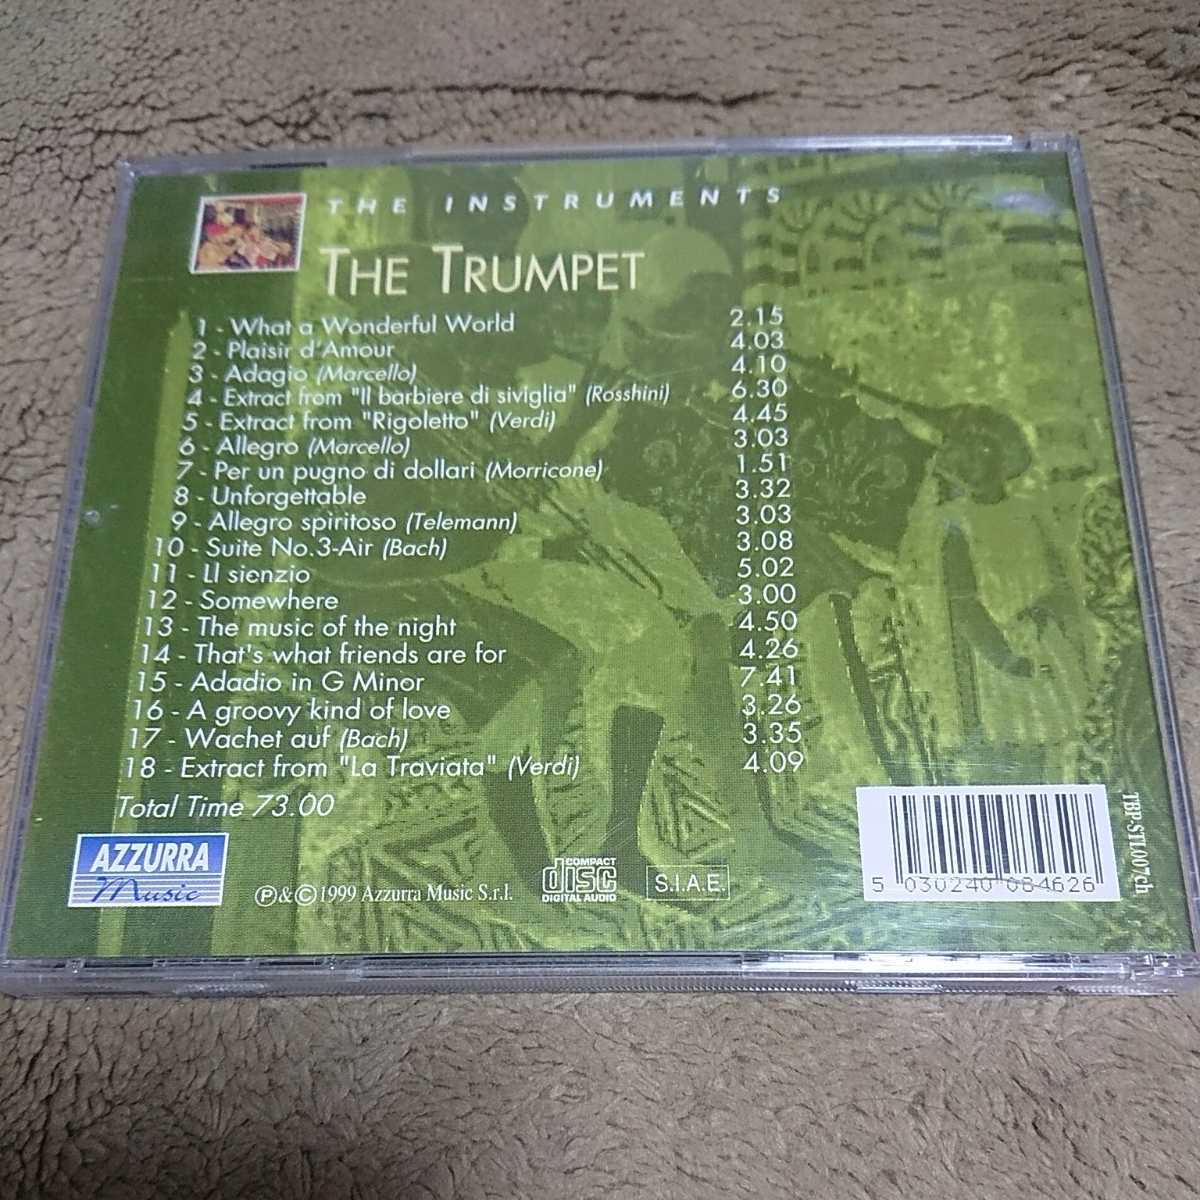 THE INSTRUMENTS
THE TRUMPET
1 - What a Wonderful World 2.15
2 - Plaisir d'Amour 4.03
3 - Adagio (Marcello) 4.10
4 - Extract from "Il barbiere di siviglia" (Rosshini) 6.30
5 - Extract from "Rigoletto" (Verdi) 4.45
6 - Allegro (Marcello) 3.03
7 - Per un pugno di dollari (Morricone) 1.51
8 - Unforgettable 3.32
9 - Allegro spiritoso (Telemann) 3.03
10 - Suite No.3-Air (Bach) 3.08
11 - Ll sienzio 5.02
12 - Somewhere 3.00
13 - The music of the night 4.50
14 - That's what friends are for 4.26
15 - Adadio in G Minor 7.41
16 - A groovy kind of love 3.26
17 - Wachet auf (Bach) 3.35
18 - Extract from "La Traviata" (Verdi) 4.09
Total Time 73.00
AZZURRA
Music
℗&©1999 Azzurra Music S.r.l.
COMPACT
disc
DIGITAL AUDIO
S.I.A.E.
5 030240 084626
TBP-STI.007ch